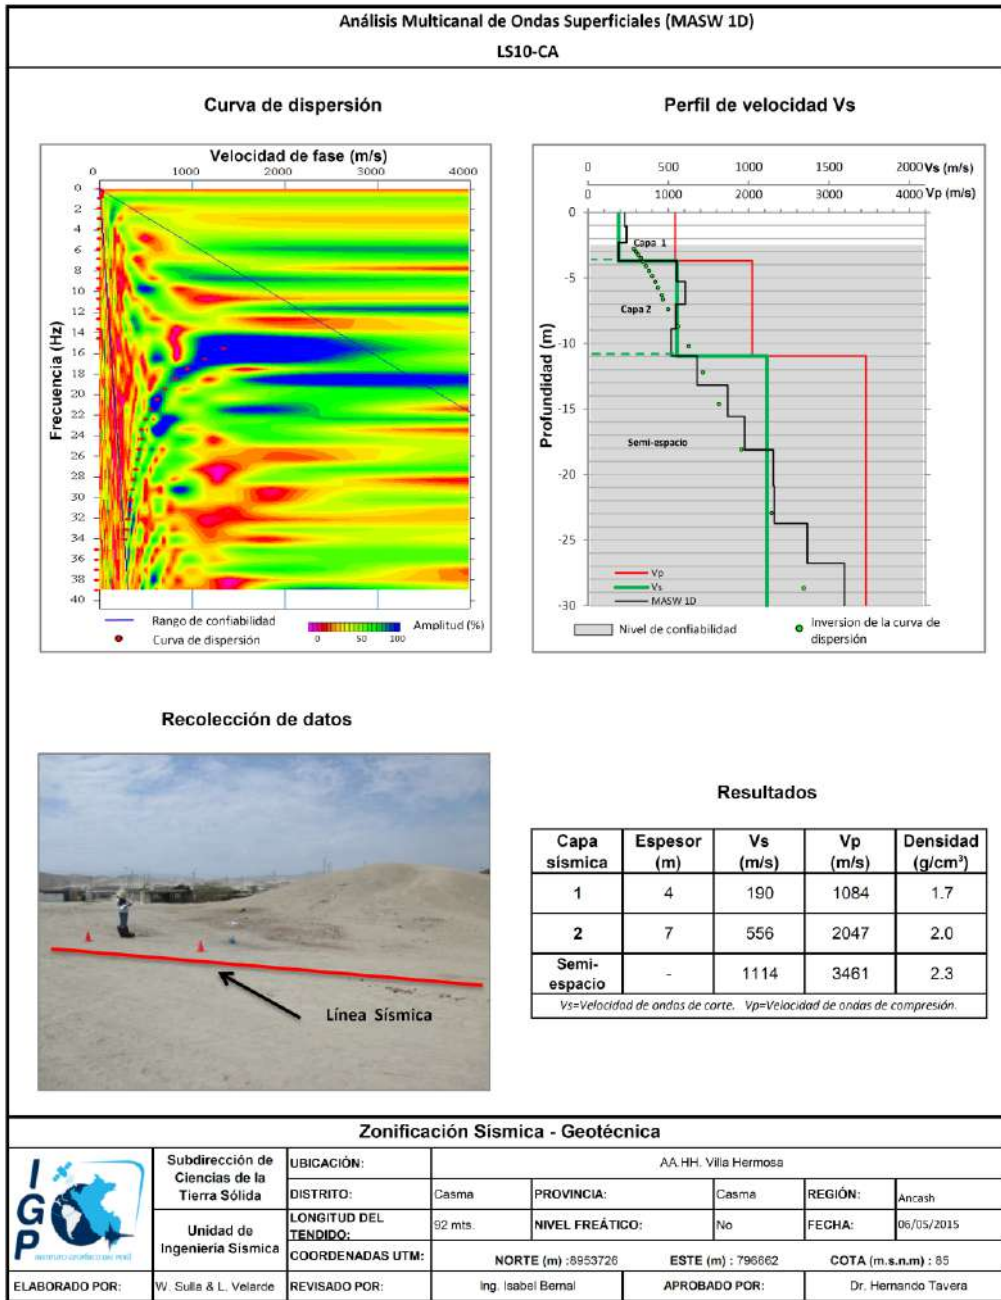 Análisis Multicanal de Ondas Superficiales (MASW 1D)
LS10-CA
Curva de dispersión
Velocidad de fase (m/s)
0 1000 2000 3000 4000
Frecuencia (Hz)
0
2
4
6
8
10
12
14
16
18
20
22
24
26
28
30
32
34
36
38
40
Rango de confiabilidad
Curva de dispersión
0 50 100
Amplitud (%)
Perfil de velocidad Vs
0 500 1000 1500 2000 Vs (m/s)
0 1000 2000 3000 4000 Vp (m/s)
Profundidad (m)
0
-5
-10
-15
-20
-25
-30
Capa 1
Capa 2
Semi-espacio
Vp
Vs
MASW 1D
Nivel de confiabilidad
Inversion de la curva de
dispersión
Recolección de datos
Línea Sísmica
Resultados
Capa sísmica Espesor (m) Vs (m/s) Vp (m/s) Densidad (g/cm³)
1 4 190 1084 1.7
2 7 556 2047 2.0
Semi-espacio - 1114 3461 2.3
Vs=Velocidad de ondas de corte. Vp=Velocidad de ondas de compresión.
Zonificación Sísmica - Geotécnica
IGP
INSTITUTO GEOFÍSICO DEL PERÚ
Subdirección de
Ciencias de la
Tierra Sólida
Unidad de
Ingeniería Sísmica
UBICACIÓN: AA.HH. Villa Hermosa
DISTRITO: Casma PROVINCIA: Casma REGIÓN: Ancash
LONGITUD DEL TENDIDO: 92 mts. NIVEL FREÁTICO: No FECHA: 06/05/2015
COORDENADAS UTM: NORTE (m) :8953726 ESTE (m) : 796662 COTA (m.s.n.m) : 85
ELABORADO POR: W. Sulla & L. Velarde REVISADO POR: Ing. Isabel Bernal APROBADO POR: Dr. Hernando Tavera